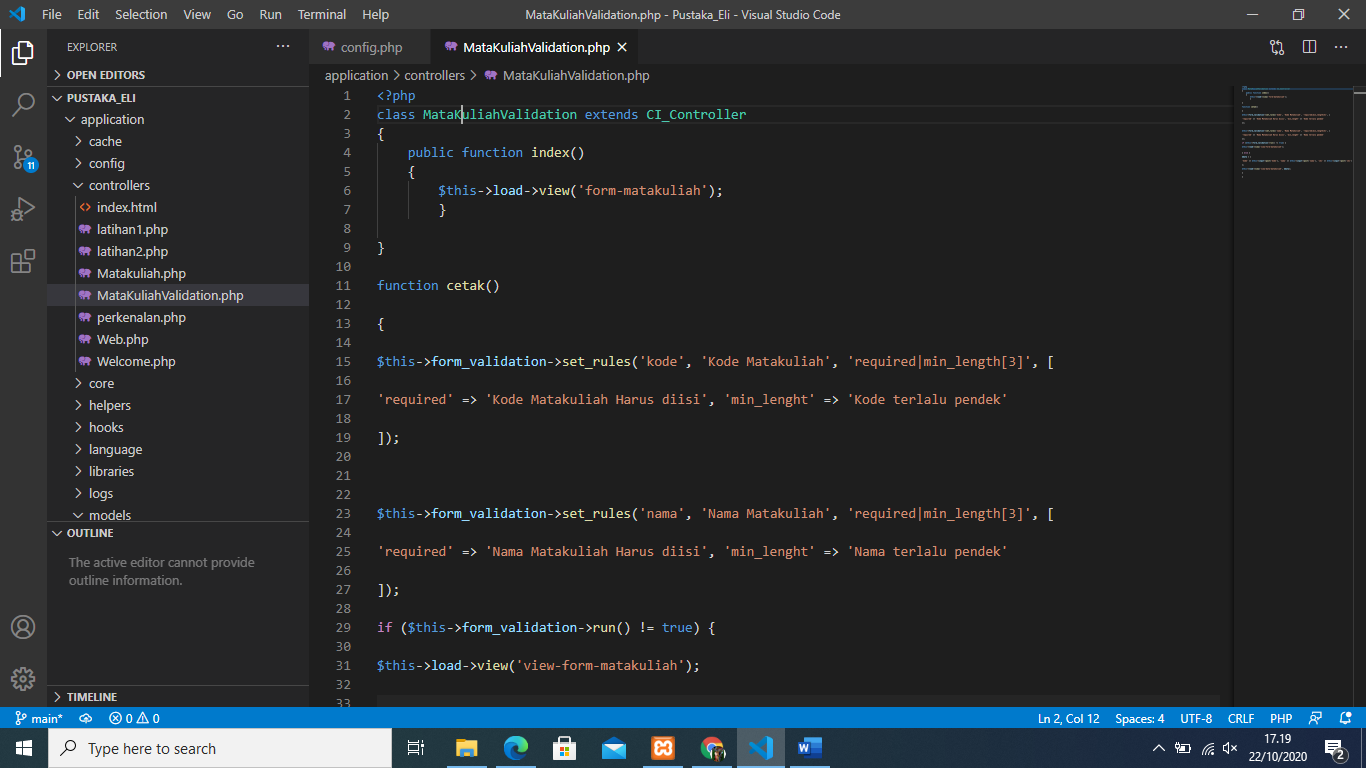 File Edit Selection View Go Run Terminal Help MataKuliahValidation.php - Pustaka_Eli - Visual Studio Code
EXPLORER
config.php MataKuliahValidation.php
OPEN EDITORS
application > controllers > MataKuliahValidation.php
PUSTAKA_ELI
application
cache
config
controllers
index.html
latihan1.php
latihan2.php
Matakuliah.php
MataKuliahValidation.php
perkenalan.php
Web.php
Welcome.php
core
helpers
hooks
language
libraries
logs
models
OUTLINE
The active editor cannot provide
outline information.
TIMELINE
11
1 <?php
2 class MataKuliahValidation extends CI_Controller
3 {
4 public function index()
5 {
6 $this->load->view('form-matakuliah');
7 }
8
9 }
10
11 function cetak()
12
13 {
14
15 $this->form_validation->set_rules('kode', 'Kode Matakuliah', 'required|min_length[3]', [
16
17 'required' => 'Kode Matakuliah Harus diisi', 'min_lenght' => 'Kode terlalu pendek'
18
19 ]);
20
21
22
23 $this->form_validation->set_rules('nama', 'Nama Matakuliah', 'required|min_length[3]', [
24
25 'required' => 'Nama Matakuliah Harus diisi', 'min_lenght' => 'Nama terlalu pendek'
26
27 ]);
28
29 if ($this->form_validation->run() != true) {
30
31 $this->load->view('view-form-matakuliah');
32
33
main* 0 0 Ln 2, Col 12 Spaces: 4 UTF-8 CRLF PHP
Type here to search
17.19
22/10/2020
2